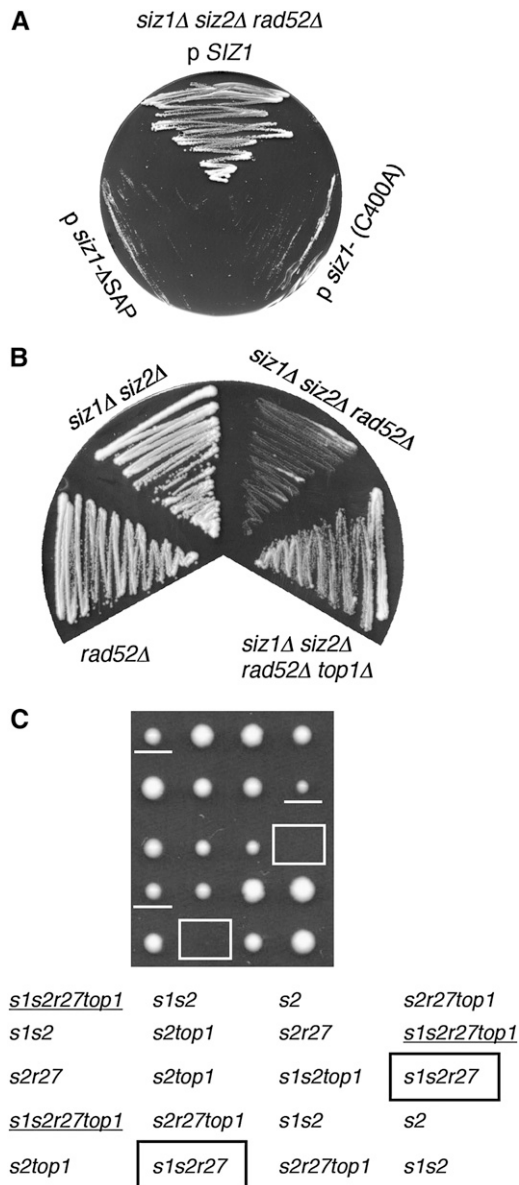 A
siz1Δ siz2Δ rad52Δ
p SIZ1
p siz1-ΔSAP
p siz1- (C400A)
B
siz1Δ siz2Δ
siz1Δ siz2Δ rad52Δ
rad52Δ
siz1Δ siz2Δ
rad52Δ top1Δ
C
s1s2r27top1 s1s2 s2 s2r27top1
s1s2 s2top1 s2r27 s1s2r27top1
s2r27 s2top1 s1s2top1 s1s2r27
s1s2r27top1 s2r27top1 s1s2 s2
s2top1 s1s2r27 s2r27top1 s1s2